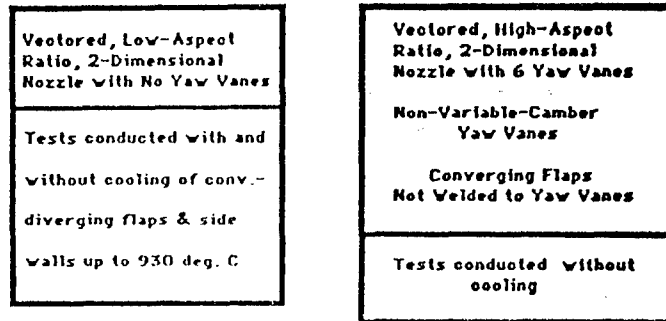 Vectored, Low-Aspect
Ratio, 2-Dimensional
Nozzle with No Yaw Vanes
Tests conducted with and
without cooling of conv.-
diverging flaps & side
walls up to 930 deg. C
Vectored, High-Aspect
Ratio, 2-Dimensional
Nozzle with 6 Yaw Vanes
Non-Variable-Camber
Yaw Vanes
Converging Flaps
Not Welded to Yaw Vanes
Tests conducted without
cooling